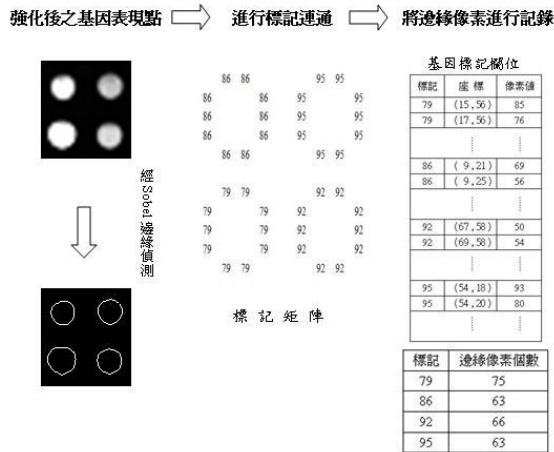 強化後之基因表現點
進行標記連通
將邊緣像素進行記錄
經Sobel邊緣偵測
86 86 95 95
86 86 95 95
86 86 95 95
86 86 95 95
86 86 95 95
79 79 92 92
79 79 92 92
79 79 92 92
79 79 92 92
79 79 92 92
標記矩陣
基因標記欄位
標記 座標 像素值
79 (15,56) 85
79 (17,56) 76
86 ( 9,21) 69
86 ( 9,25) 56
92 (67,58) 50
92 (69,58) 54
95 (54,18) 93
95 (54,20) 80
標記 邊緣像素個數
79 75
86 63
92 66
95 63